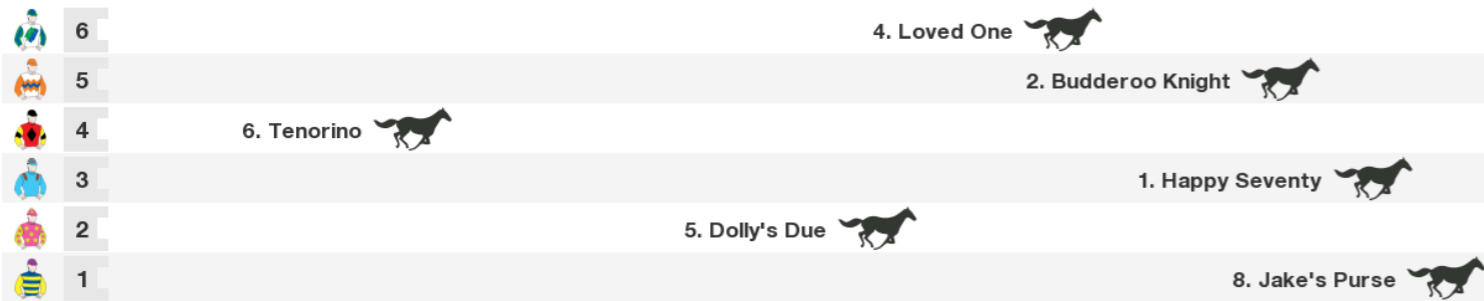 6 4. Loved One
5 2. Budderoo Knight
4 6. Tenorino
3 1. Happy Seventy
2 5. Dolly's Due
1 8. Jake's Purse